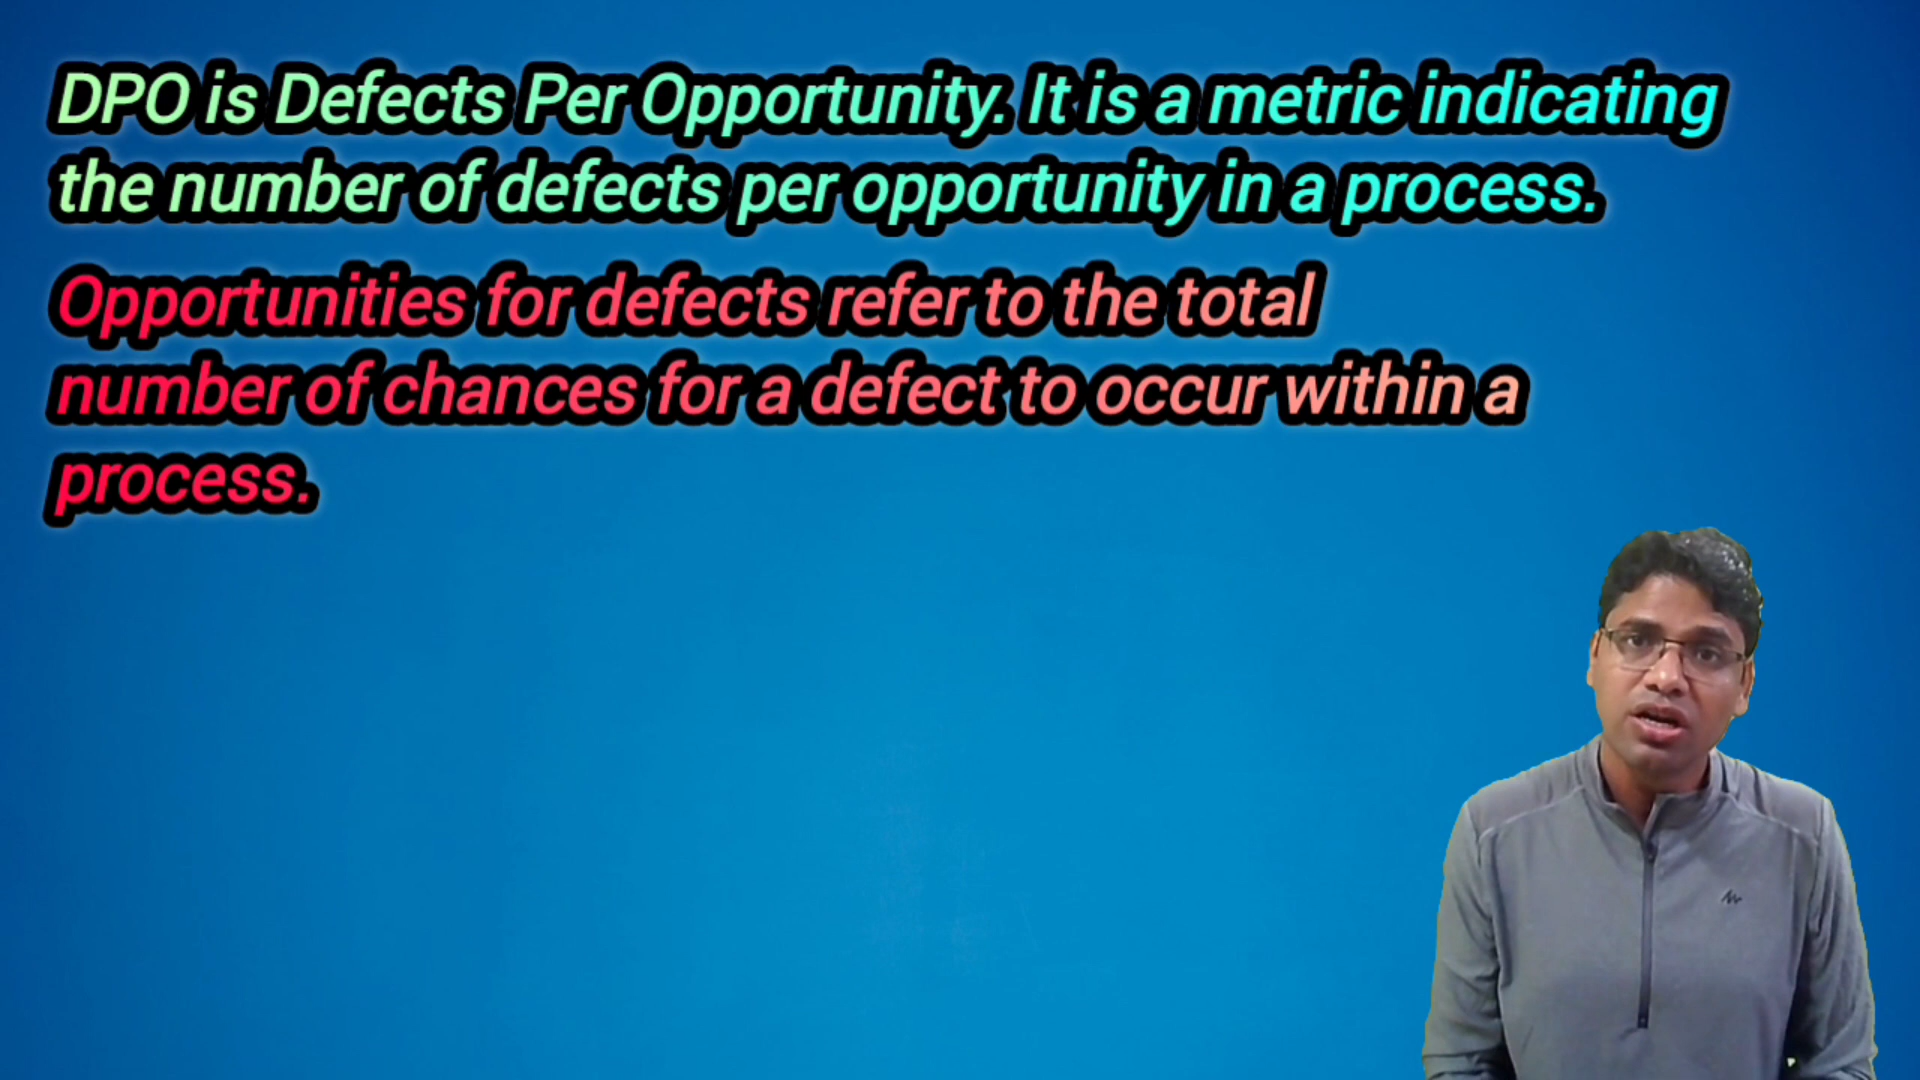 DPO is Defects Per Opportunity. It is a metric indicating
the number of defects per opportunity in a process.
Opportunities for defects refer to the total
number of chances for a defect to occur within a
process.